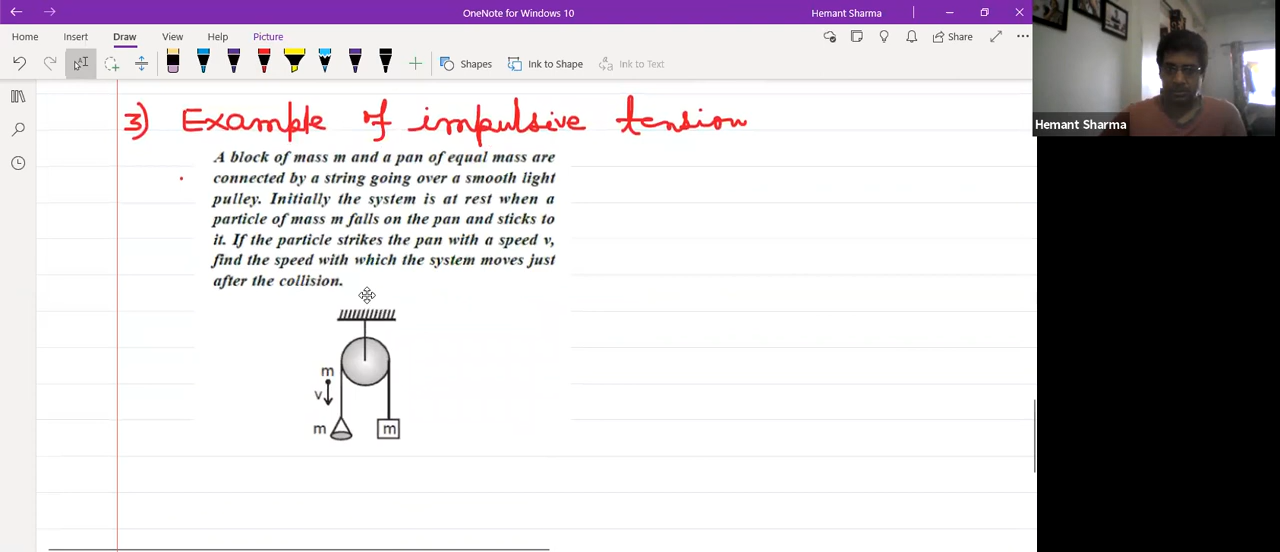 OneNote for Windows 10
Hemant Sharma
Home Insert Draw View Help Picture
Share
Shapes
Ink to Shape
Ink to Text
Hemant Sharma
3) Example of impulsive tension
A block of mass m and a pan of equal mass are
connected by a string going over a smooth light
pulley. Initially the system is at rest when a
particle of mass m falls on the pan and sticks to
it. If the particle strikes the pan with a speed v,
find the speed with which the system moves just
after the collision.
m
v
m
m